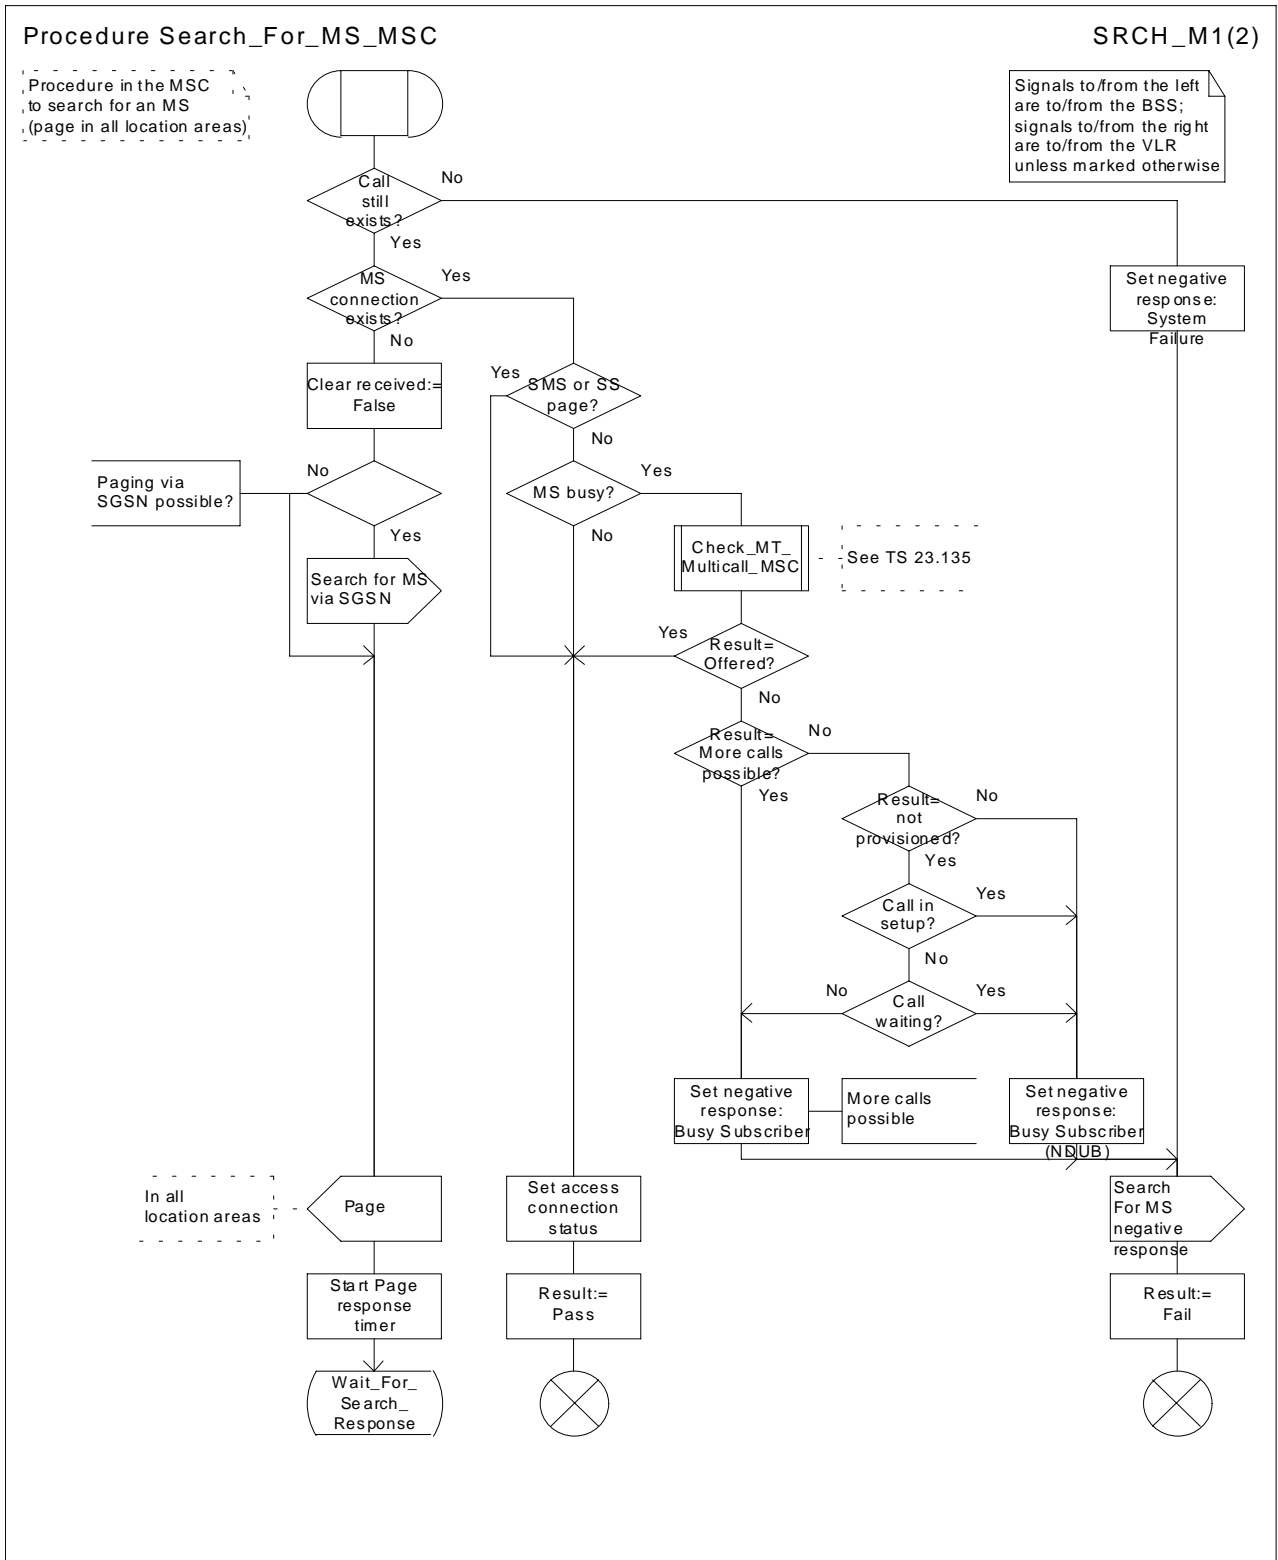 Procedure Search_For_MS_MSC
SRCH_M1(2)
Procedure in the MSC
to search for an MS
(page in all location areas)
Signals to/from the left
are to/from the BSS;
signals to/from the right
are to/from the VLR
unless marked otherwise
Call
still
exists?
No
Yes
MS
connection
exists?
Yes
No
Set negative
response:
System
Failure
Clear received:=
False
Yes
SMS or SS
page?
No
Paging via
SGSN possible?
No
Yes
MS busy?
Yes
No
Check_MT_
Multicall_MSC
See TS 23.135
Search for MS
via SGSN
Yes
Result=
Offered?
No
Result=
More calls
possible?
No
Yes
Result=
not
provisioned?
No
Yes
Call in
setup?
Yes
No
No
Call
waiting?
Yes
Set negative
response:
Busy Subscriber
More calls
possible
Set negative
response:
Busy Subscriber
(NDUB)
In all
location areas
Page
Set access
connection
status
Search
For MS
negative
response
Start Page
response
timer
Result:=
Pass
Result:=
Fail
Wait_For_
Search_
Response